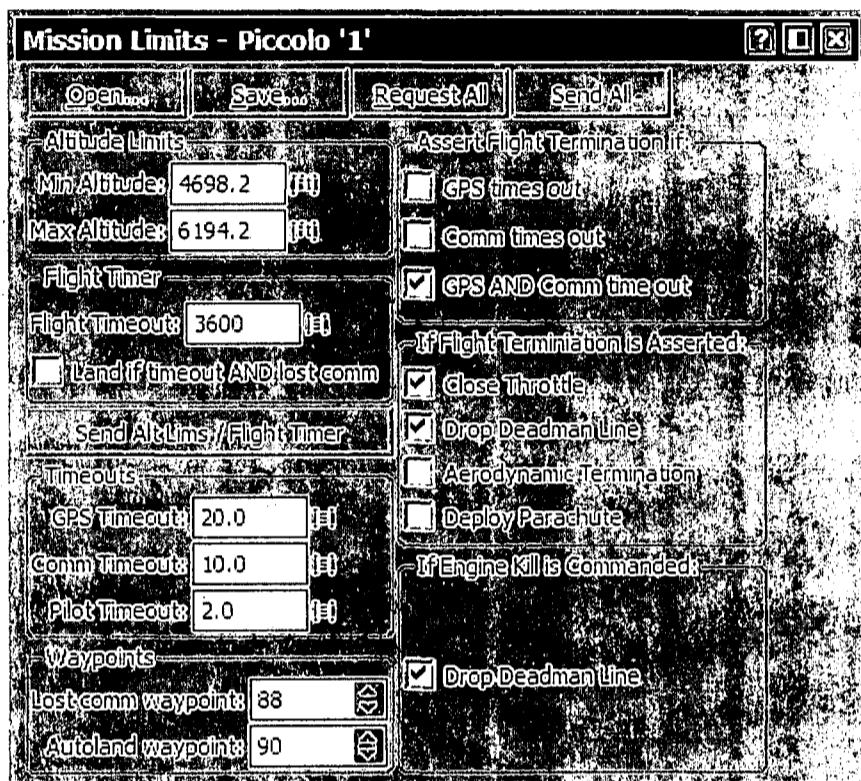 Mission Limits - Piccolo '1'
Open...
Save...
Request All
Send All
Altitude Limits
Min Altitude: 4698.2 [ft]
Max Altitude: 6194.2 [ft]
Flight Timer
Flight Timeout: 3600 [s]
Land if timeout AND lost comm
Send Alt Lims / Flight Timer
Timeouts
GPS Timeout: 20.0 [s]
Comm Timeout: 10.0 [s]
Pilot Timeout: 2.0 [s]
Waypoints
Lost comm waypoint: 88
Autoland waypoint: 90
Assert Flight Termination if:
GPS times out
Comm times out
GPS AND Comm time out
If Flight Terminiation is Asserted:
Close Throttle
Drop Deadman Line
Aerodynamic Termination
Deploy Parachute
If Engine Kill is Commanded:
Drop Deadman Line